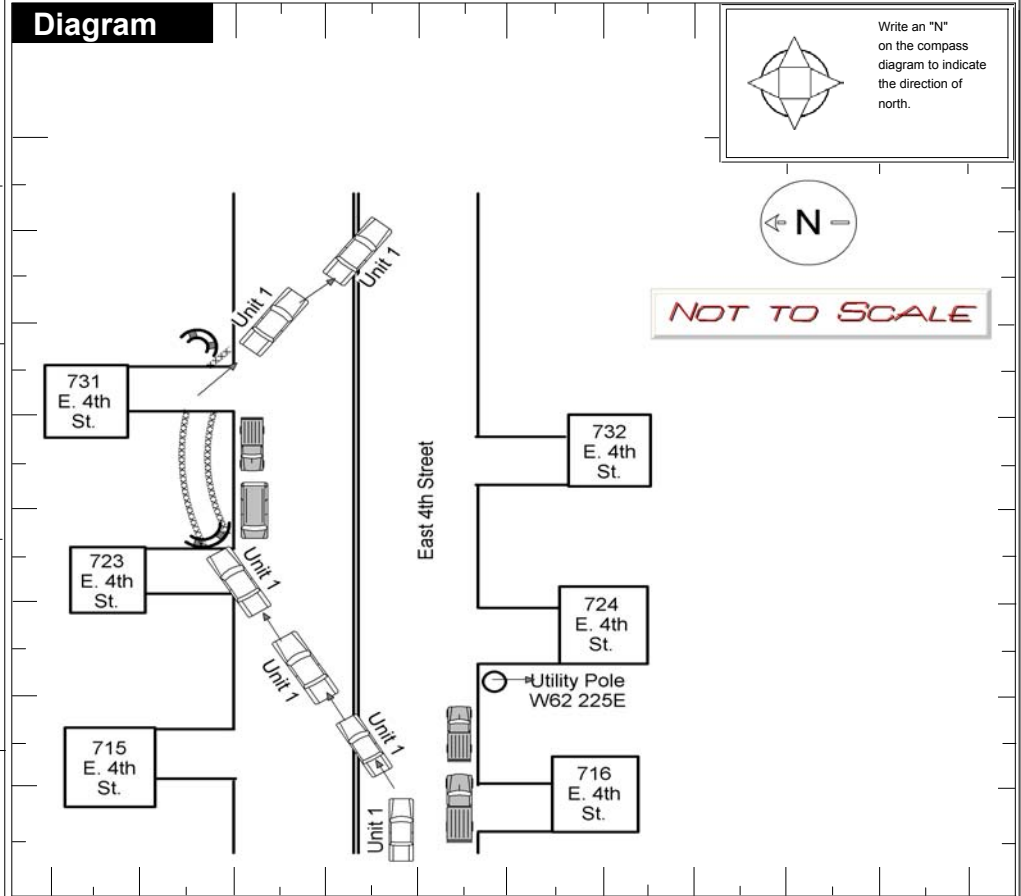 Diagram
Write an "N"
on the compass
diagram to indicate
the direction of
north.
N
NOT TO SCALE
Unit 1
Unit 1
731
E. 4th
St.
732
E. 4th
St.
East 4th Street
723
E. 4th
St.
Unit 1
724
E. 4th
St.
Unit 1
Utility Pole
W62 225E
Unit 1
715
E. 4th
St.
716
E. 4th
St.
Unit 1